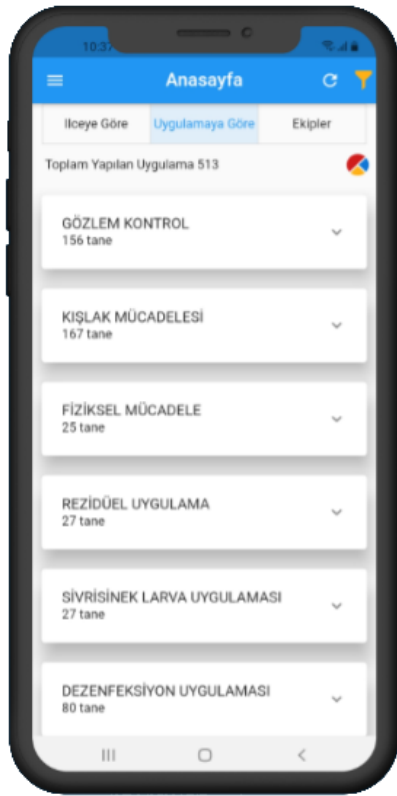 10:37
Anasayfa
Ilceye Göre
Uygulamaya Göre
Ekipler
Toplam Yapılan Uygulama 513
GÖZLEM KONTROL
156 tane
KIŞLAK MÜCADELESİ
167 tane
FİZİKSEL MÜCADELE
25 tane
REZİDÜEL UYGULAMA
27 tane
SİVRİSİNEK LARVA UYGULAMASI
27 tane
DEZENFEKSİYON UYGULAMASI
80 tane